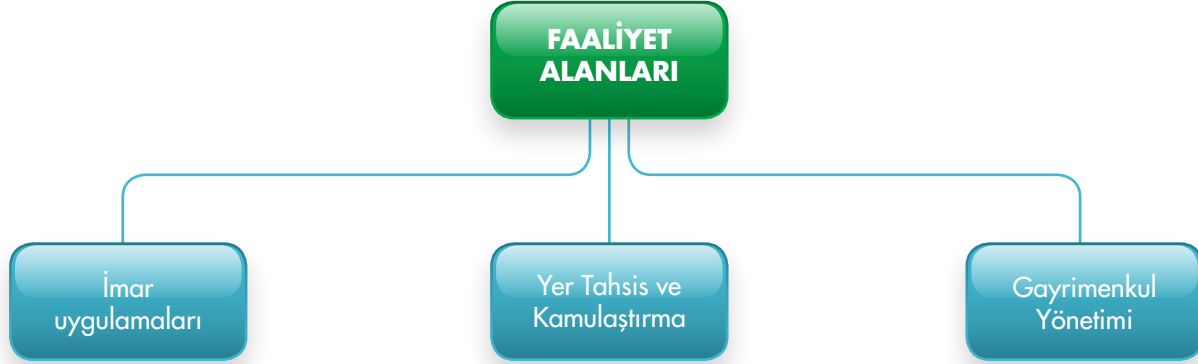 FAALİYET
ALANLARI
İmar
uygulamaları
Yer Tahsis ve
Kamulaştırma
Gayrimenkul
Yönetimi